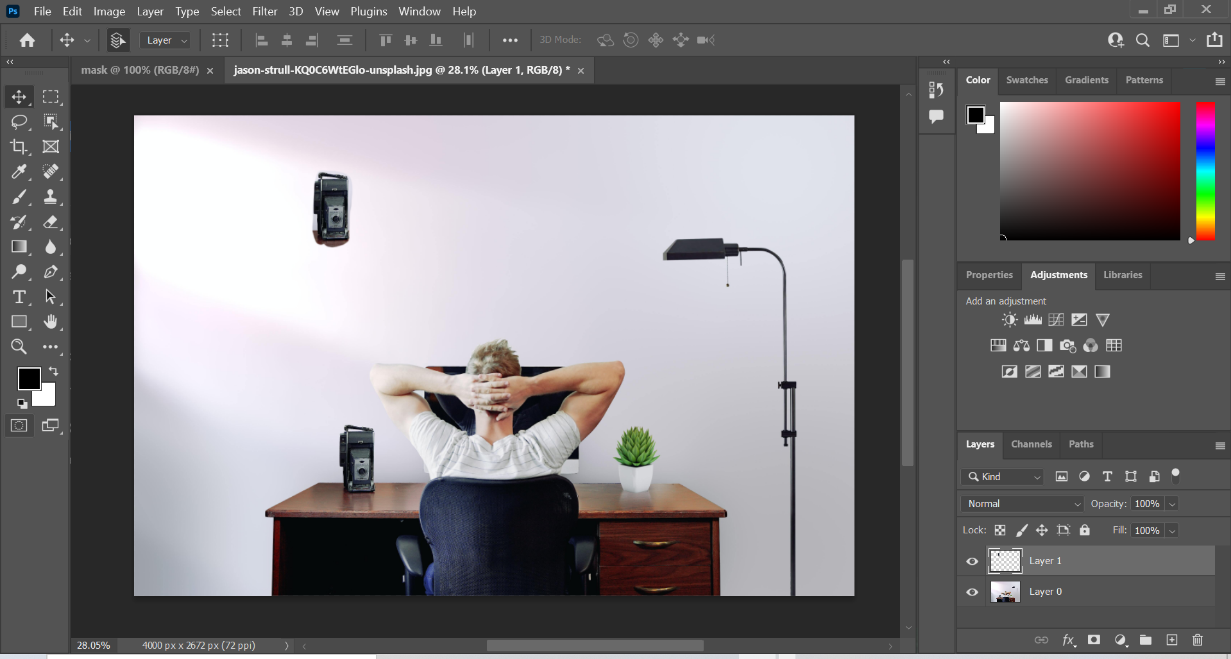 Ps File Edit Image Layer Type Select Filter 3D View Plugins Window Help
Layer 3D Mode:
mask @ 100% (RGB/8#) × jason-strull-KQ0C6WtEGlo-unsplash.jpg @ 28.1% (Layer 1, RGB/8) * ×
Color Swatches Gradients Patterns
Properties Adjustments Libraries
Add an adjustment
Layers Channels Paths
Kind
Normal Opacity: 100%
Lock: Fill: 100%
Layer 1
Layer 0
fx
28.05% 4000 px x 2672 px (72 ppi)